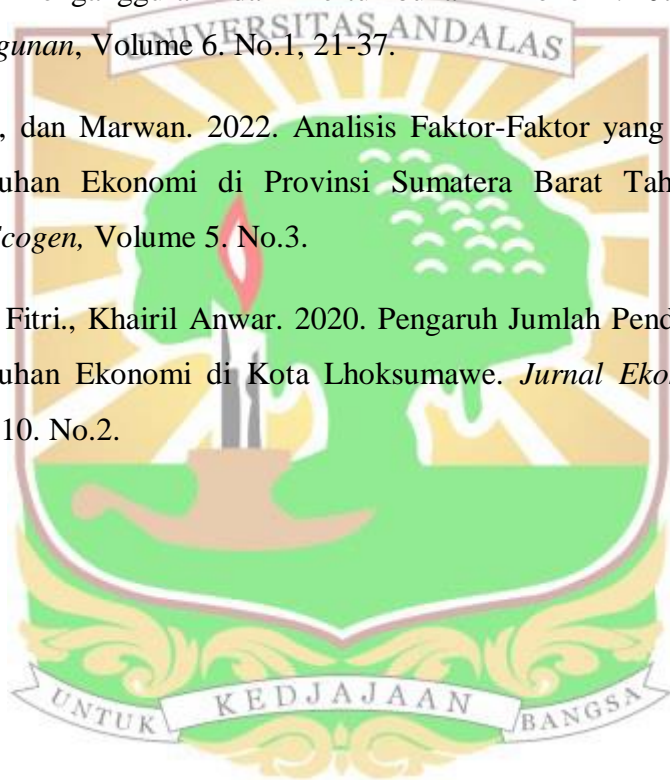 dan
gunan, Volume 6. No.1, 21-37.
UNIVERSITAS ANDALAS
, dan Marwan. 2022. Analisis Faktor-Faktor yang
uhan Ekonomi di Provinsi Sumatera Barat Tah
cogen, Volume 5. No.3.
Fitri., Khairil Anwar. 2020. Pengaruh Jumlah Pend
uhan Ekonomi di Kota Lhoksumawe. Jurnal Eko
10. No.2.
UNTUK KEDJAJAAN BANGSA